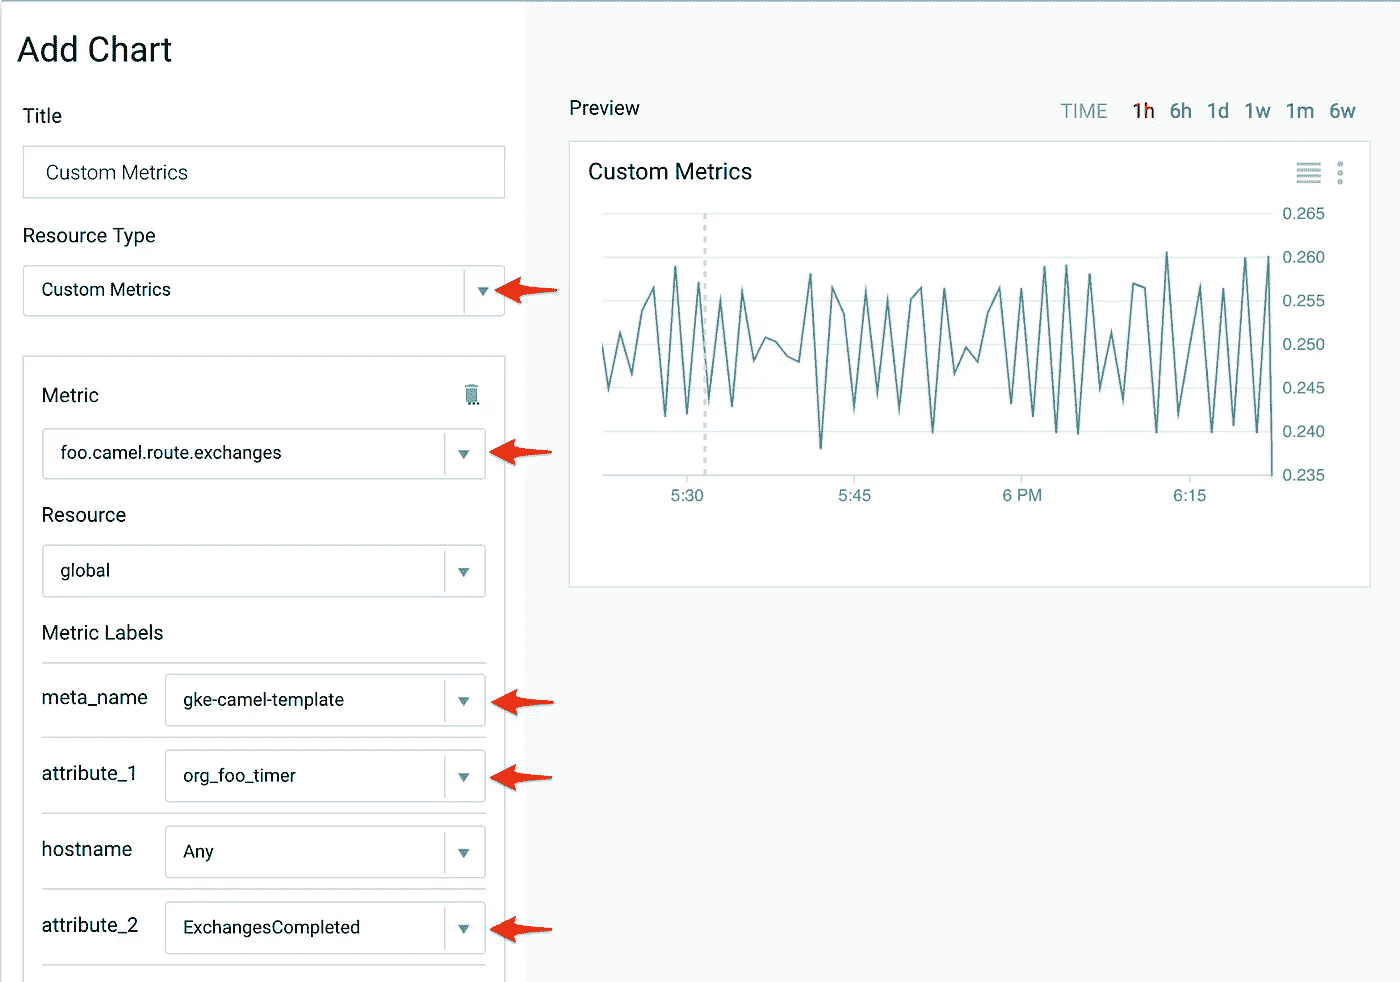 Add Chart
Title
Custom Metrics
Resource Type
Custom Metrics
Metric
foo.camel.route.exchanges
Resource
global
Metric Labels
meta_name gke-camel-template
attribute_1 org_foo_timer
hostname Any
attribute_2 ExchangesCompleted
Preview
TIME 1h 6h 1d 1w 1m 6w
Custom Metrics
0.265
0.260
0.255
0.250
0.245
0.240
0.235
5:30 5:45 6 PM 6:15